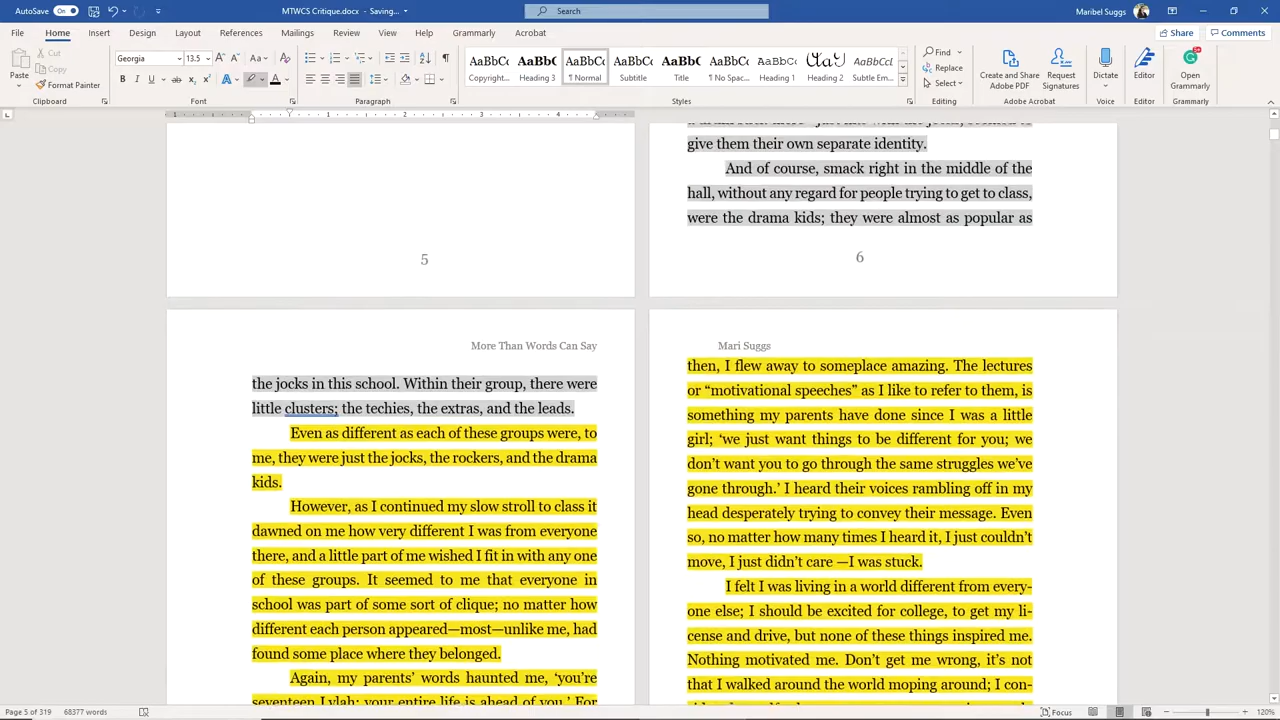 AutoSave On MTWCS Critique.docx - Saving... Search Maribel Suggs
File Home Insert Design Layout References Mailings Review View Help Grammarly Acrobat Share Comments
Paste Cut Copy Format Painter
Georgia 13.5
Copyright... Heading 3 ¶ Normal Subtitle Title ¶ No Spac... Heading 1 Heading 2 Subtle Em...
Find Replace Select
Create and Share Adobe PDF Request Signatures Dictate Editor Open Grammarly
Clipboard Font Paragraph Styles Editing Adobe Acrobat Voice Editor Grammarly
5
give them their own separate identity.
And of course, smack right in the middle of the
hall, without any regard for people trying to get to class,
were the drama kids; they were almost as popular as
6
More Than Words Can Say
the jocks in this school. Within their group, there were
little clusters; the techies, the extras, and the leads.
Even as different as each of these groups were, to
me, they were just the jocks, the rockers, and the drama
kids.
However, as I continued my slow stroll to class it
dawned on me how very different I was from everyone
there, and a little part of me wished I fit in with any one
of these groups. It seemed to me that everyone in
school was part of some sort of clique; no matter how
different each person appeared—most—unlike me, had
found some place where they belonged.
Again, my parents’ words haunted me, ‘you’re
seventeen Lylah; your entire life is ahead of you.’ For
Mari Suggs
then, I flew away to someplace amazing. The lectures
or “motivational speeches” as I like to refer to them, is
something my parents have done since I was a little
girl; ‘we just want things to be different for you; we
don’t want you to go through the same struggles we’ve
gone through.’ I heard their voices rambling off in my
head desperately trying to convey their message. Even
so, no matter how many times I heard it, I just couldn’t
move, I just didn’t care —I was stuck.
I felt I was living in a world different from every-
one else; I should be excited for college, to get my li-
cense and drive, but none of these things inspired me.
Nothing motivated me. Don’t get me wrong, it’s not
that I walked around the world moping around; I con-
Page 5 of 319 68377 words Focus 120%